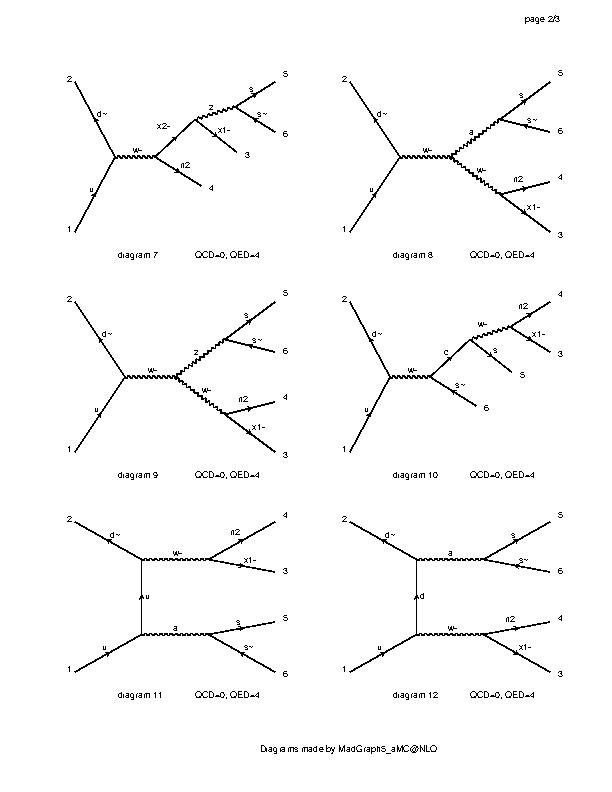 page 2/3
2
d~
u
1
w-
x2-
n2
4
z
x1-
3
s
5
s~
6
diagram 7 QCD=0, QED=4
2
d~
u
1
w-
a
s
5
s~
6
w-
n2
4
x1-
3
diagram 8 QCD=0, QED=4
2
d~
u
1
w-
z
s
5
s~
6
w-
n2
4
x1-
3
diagram 9 QCD=0, QED=4
2
d~
u
1
w-
c
s~
6
w-
s
5
n2
4
x1-
3
diagram 10 QCD=0, QED=4
2
d~
w-
n2
4
x1-
3
u
1
u
a
s
5
s~
6
diagram 11 QCD=0, QED=4
2
d~
a
s
5
s~
6
d
1
u
w-
n2
4
x1-
3
diagram 12 QCD=0, QED=4
Diagrams made by MadGraph5_aMC@NLO